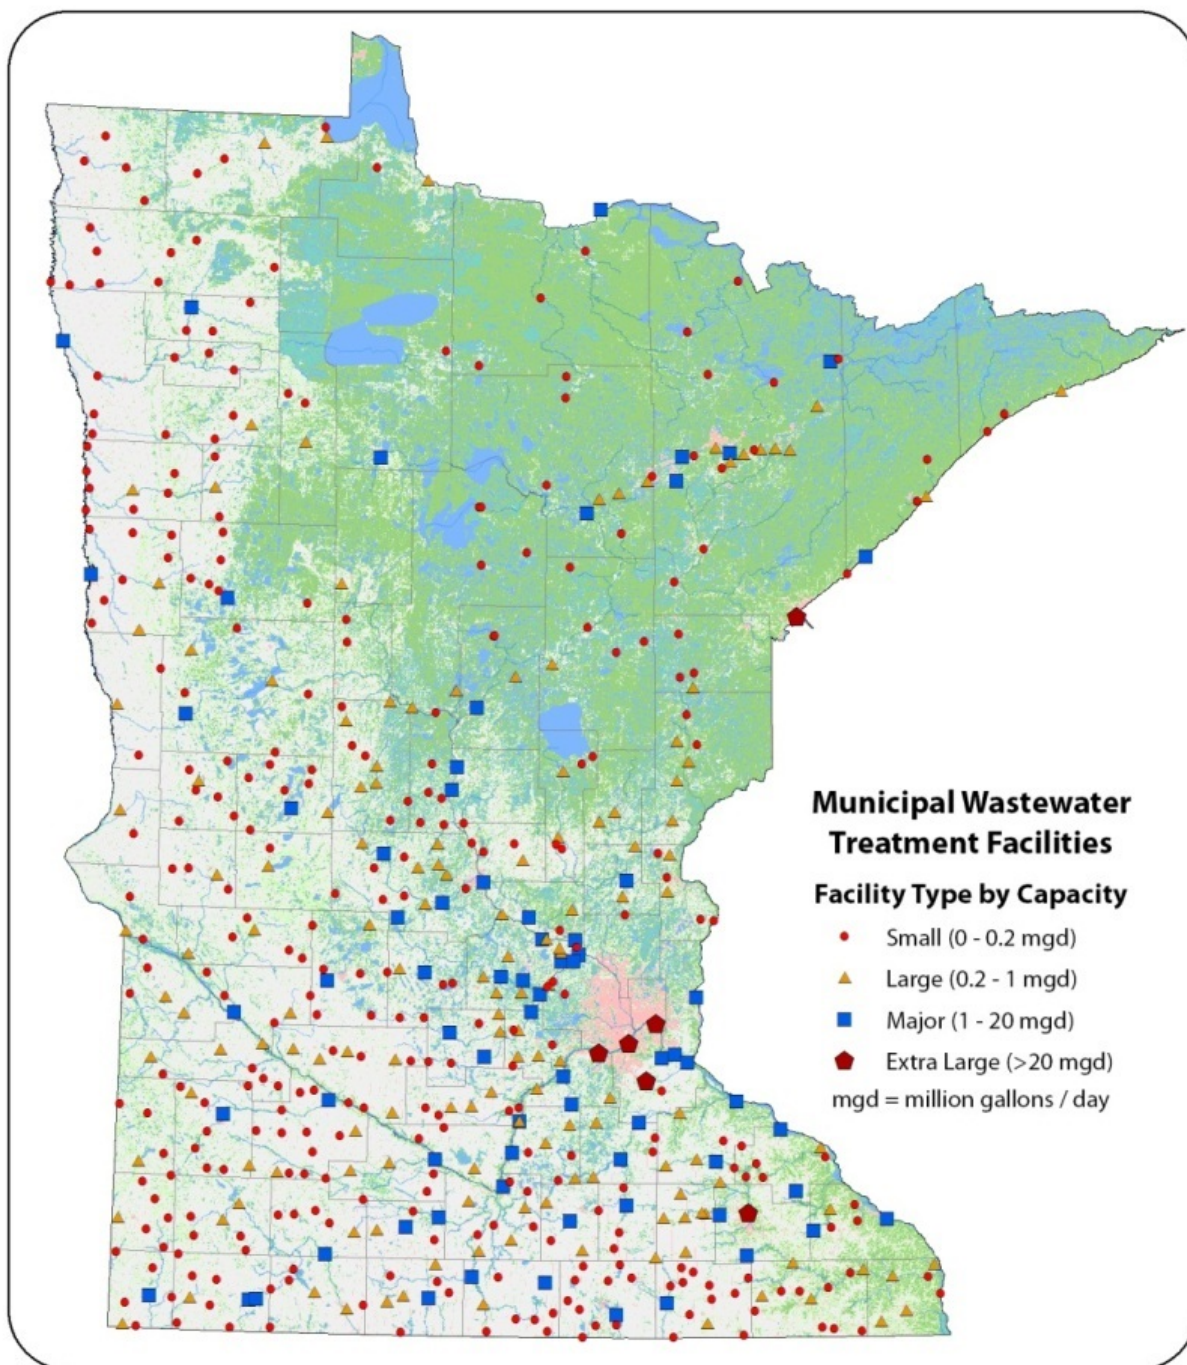 Municipal Wastewater
Treatment Facilities
Facility Type by Capacity
Small (0 - 0.2 mgd)
Large (0.2 - 1 mgd)
Major (1 - 20 mgd)
Extra Large (>20 mgd)
mgd = million gallons / day